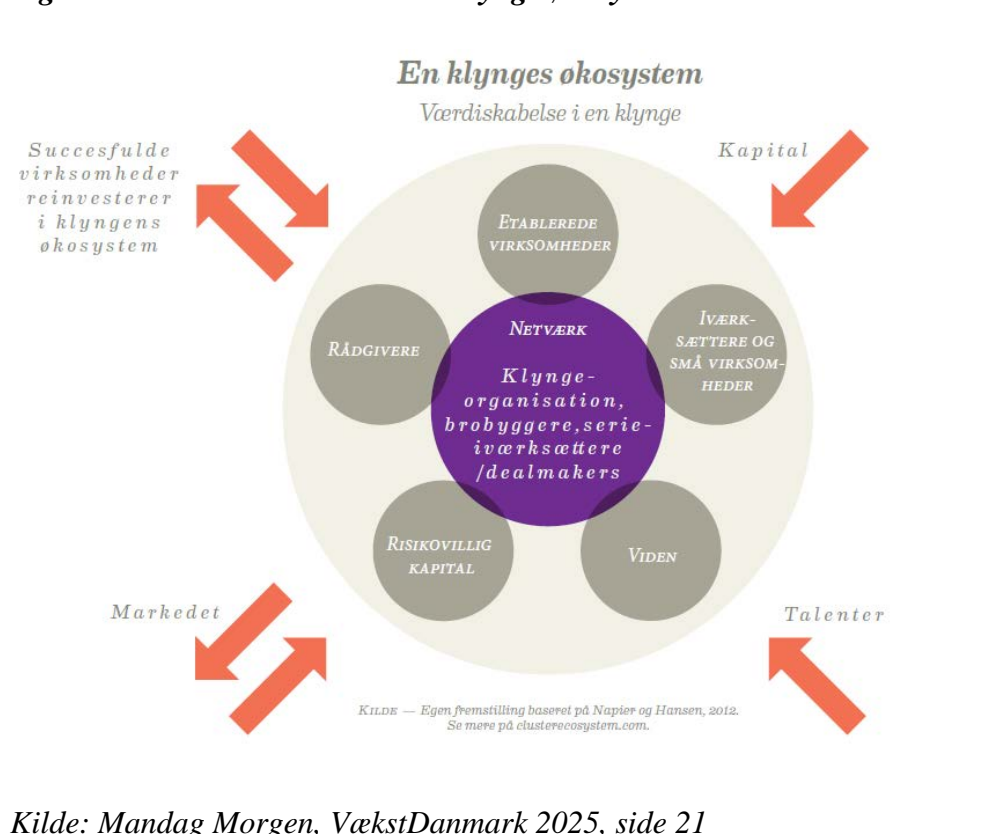 En klynges økosystem
Værdiskabelse i en klynge
Succesfulde
virksomheder
reinvesterer
i klyngens
økosystem
Kapital
ETABLEREDE
VIRKSOMHEDER
RÅDGIVERE
NETVÆRK
Klynge-
organisation,
brobyggere,serie-
iværksættere
/dealmakers
IVÆRK-
SÆTTERE OG
SMÅ VIRKSOM-
HEDER
RISIKOVILLIG
KAPITAL
VIDEN
Markedet
Talenter
KILDE — Egen fremstilling baseret på Napier og Hansen, 2012.
Se mere på clusterecosystem.com.
Kilde: Mandag Morgen, VækstDanmark 2025, side 21